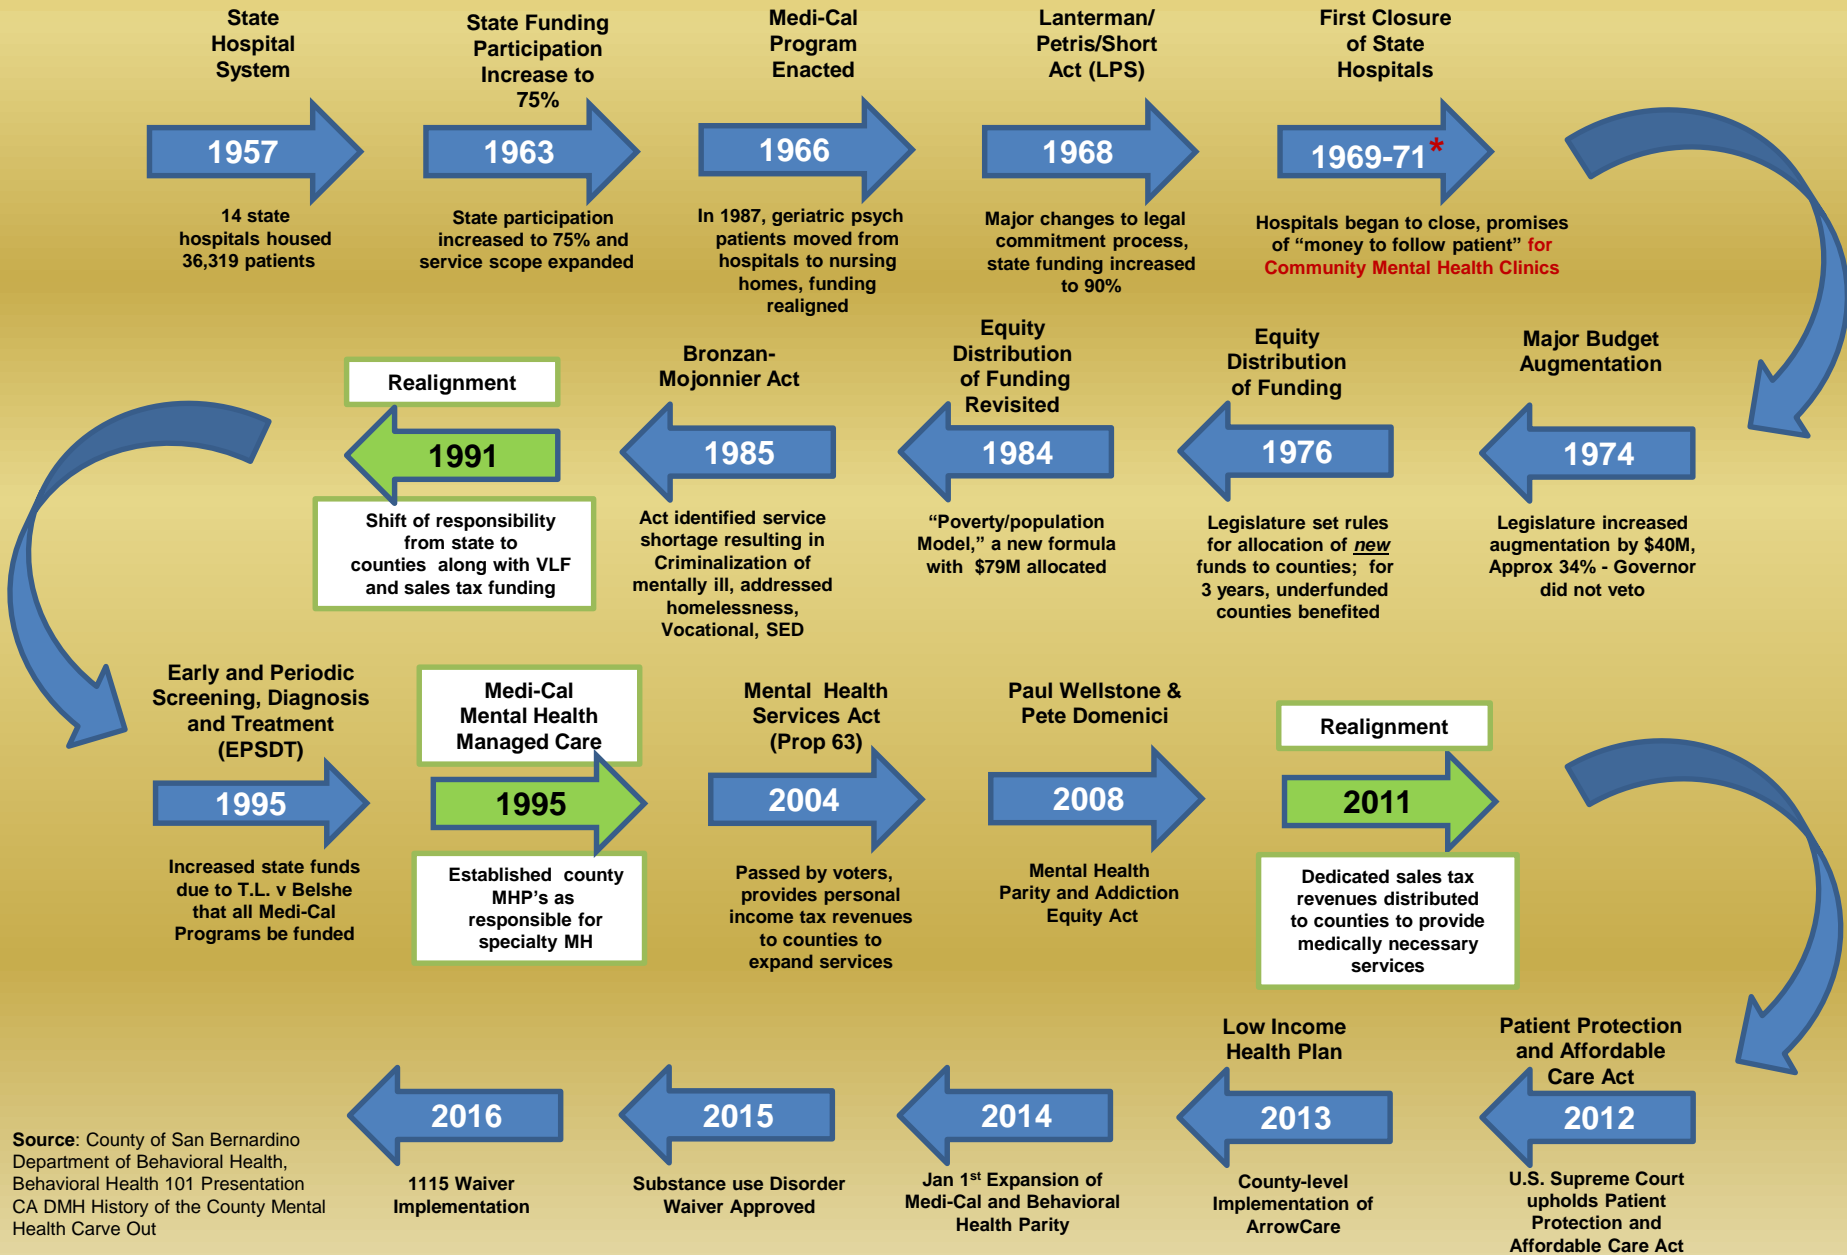 State
Hospital
System
1957
14 state
hospitals housed
36,319 patients
State Funding
Participation
Increase to
75%
1963
State participation
increased to 75% and
service scope expanded
Medi-Cal
Program
Enacted
1966
In 1987, geriatric psych
patients moved from
hospitals to nursing
homes, funding
realigned
Lanterman/
Petris/Short
Act (LPS)
1968
Major changes to legal
commitment process,
state funding increased
to 90%
First Closure
of State
Hospitals
1969-71*
Hospitals began to close, promises
of “money to follow patient” for
Community Mental Health Clinics
Major Budget
Augmentation
1974
Legislature increased
augmentation by $40M,
Approx 34% - Governor
did not veto
Equity
Distribution
of Funding
1976
Legislature set rules
for allocation of new
funds to counties; for
3 years, underfunded
counties benefited
Equity
Distribution
of Funding
Revisited
1984
“Poverty/population
Model,” a new formula
with $79M allocated
Bronzan-
Mojonnier Act
1985
Act identified service
shortage resulting in
Criminalization of
mentally ill, addressed
homelessness,
Vocational, SED
Realignment
1991
Shift of responsibility
from state to
counties along with VLF
and sales tax funding
Early and Periodic
Screening, Diagnosis
and Treatment
(EPSDT)
1995
Increased state funds
due to T.L. v Belshe
that all Medi-Cal
Programs be funded
Medi-Cal
Mental Health
Managed Care
1995
Established county
MHP's as
responsible for
specialty MH
Mental Health
Services Act
(Prop 63)
2004
Passed by voters,
provides personal
income tax revenues
to counties to
expand services
Paul Wellstone &
Pete Domenici
2008
Mental Health
Parity and Addiction
Equity Act
Realignment
2011
Dedicated sales tax
revenues distributed
to counties to provide
medically necessary
services
Patient Protection
and Affordable
Care Act
2012
U.S. Supreme Court
upholds Patient
Protection and
Affordable Care Act
Low Income
Health Plan
2013
County-level
Implementation of
ArrowCare
2014
Jan 1st Expansion of
Medi-Cal and Behavioral
Health Parity
2015
Substance use Disorder
Waiver Approved
2016
1115 Waiver
Implementation
Source: County of San Bernardino
Department of Behavioral Health,
Behavioral Health 101 Presentation
CA DMH History of the County Mental
Health Carve Out